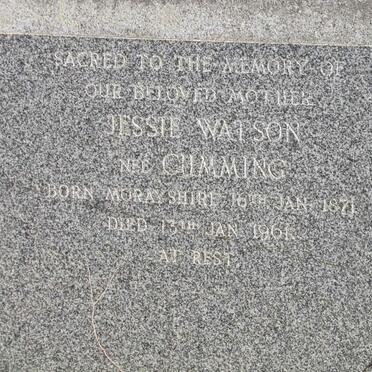 SACRED TO THE MEMORY OF
OUR BELOVED MOTHER
JESSIE WATSON
NEE CUMMING
BORN MORAYSHIRE 16TH JAN. 1871
DIED 13TH JAN 1961.
AT REST